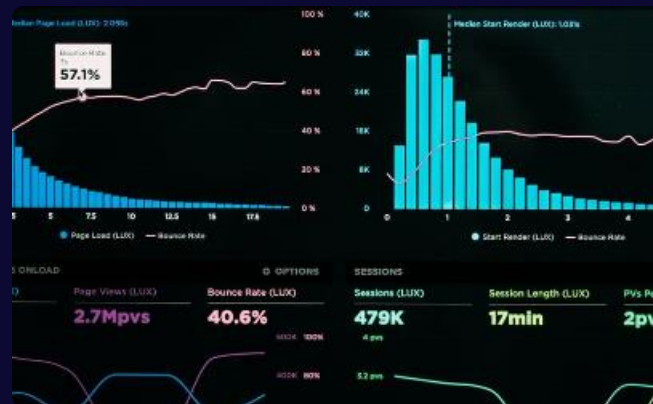 Median Page Load (LUX): 2.056s
Bounce Rate
7s
57.1%
100 %
80 %
60 %
40 %
20 %
0 %
5
7.5
10
12.5
15
17.5
Page Load (LUX)
Bounce Rate
Median Start Render (LUX): 1.031s
40K
32K
24K
16K
8K
0
0
1
2
3
4
Start Render (LUX)
Bounce Rate
ONLOAD
OPTIONS
Page Views (LUX)
2.7Mpvs
Bounce Rate (LUX)
40.6%
100%
80%
SESSIONS
Sessions (LUX)
479K
4 pvs
3.2 pvs
Session Length (LUX)
17min
PVs
2pv